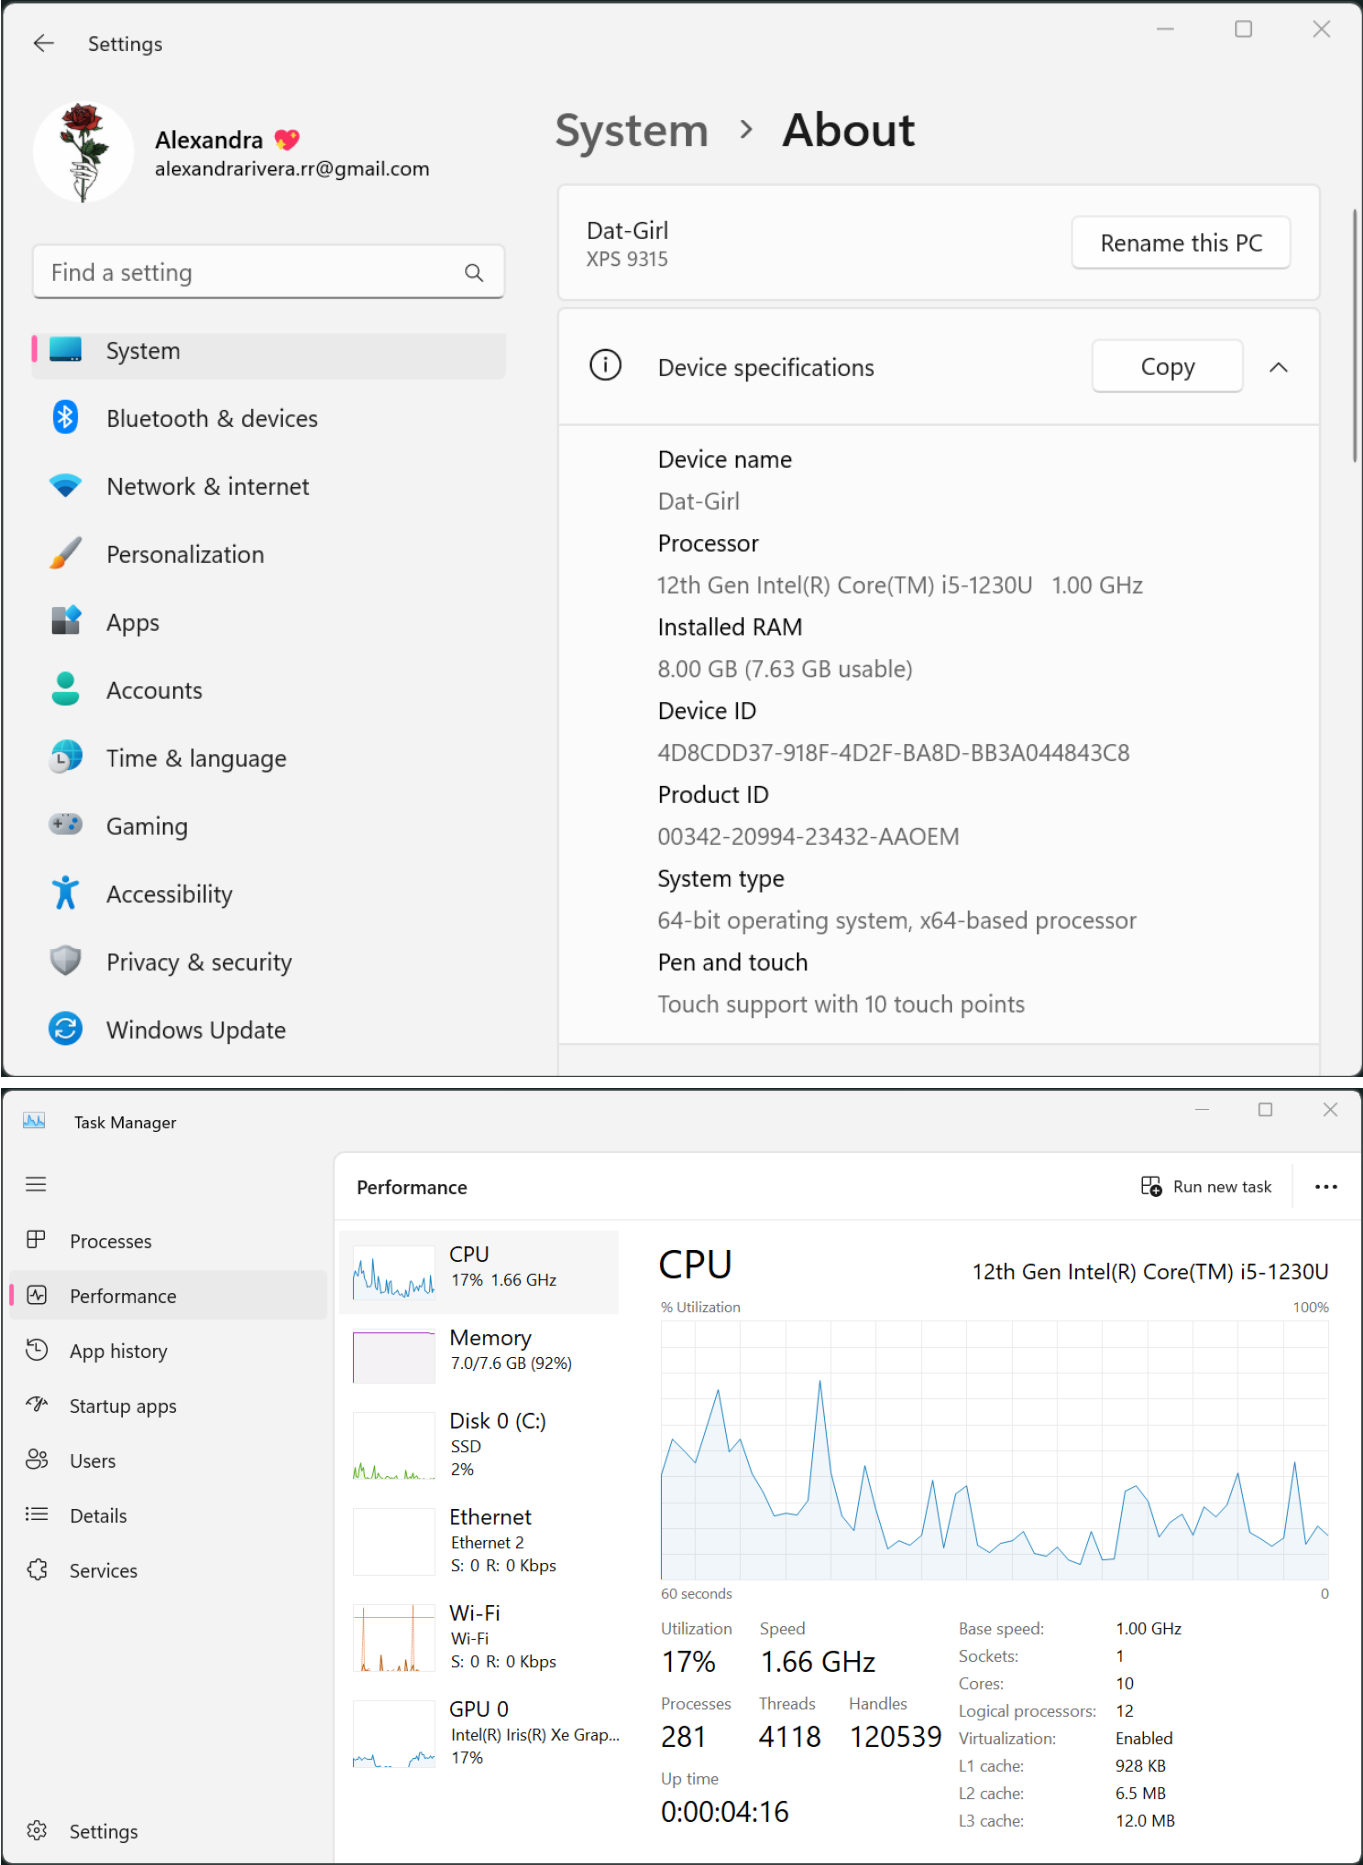 Settings
Alexandra 💖
alexandrarivera.rr@gmail.com
Find a setting
System
Bluetooth & devices
Network & internet
Personalization
Apps
Accounts
Time & language
Gaming
Accessibility
Privacy & security
Windows Update
System > About
Dat-Girl
XPS 9315
Rename this PC
Device specifications
Copy
Device name
Dat-Girl
Processor
12th Gen Intel(R) Core(TM) i5-1230U 1.00 GHz
Installed RAM
8.00 GB (7.63 GB usable)
Device ID
4D8CDD37-918F-4D2F-BA8D-BB3A044843C8
Product ID
00342-20994-23432-AAOEM
System type
64-bit operating system, x64-based processor
Pen and touch
Touch support with 10 touch points
Task Manager
Processes
Performance
App history
Startup apps
Users
Details
Services
Settings
Performance
Run new task
CPU
17% 1.66 GHz
Memory
7.0/7.6 GB (92%)
Disk 0 (C:)
SSD
2%
Ethernet
Ethernet 2
S: 0 R: 0 Kbps
Wi-Fi
Wi-Fi
S: 0 R: 0 Kbps
GPU 0
Intel(R) Iris(R) Xe Grap...
17%
CPU
12th Gen Intel(R) Core(TM) i5-1230U
% Utilization
100%
60 seconds
0
Utilization
17%
Speed
1.66 GHz
Processes
281
Threads
4118
Handles
120539
Up time
0:00:04:16
Base speed: 1.00 GHz
Sockets: 1
Cores: 10
Logical processors: 12
Virtualization: Enabled
L1 cache: 928 KB
L2 cache: 6.5 MB
L3 cache: 12.0 MB